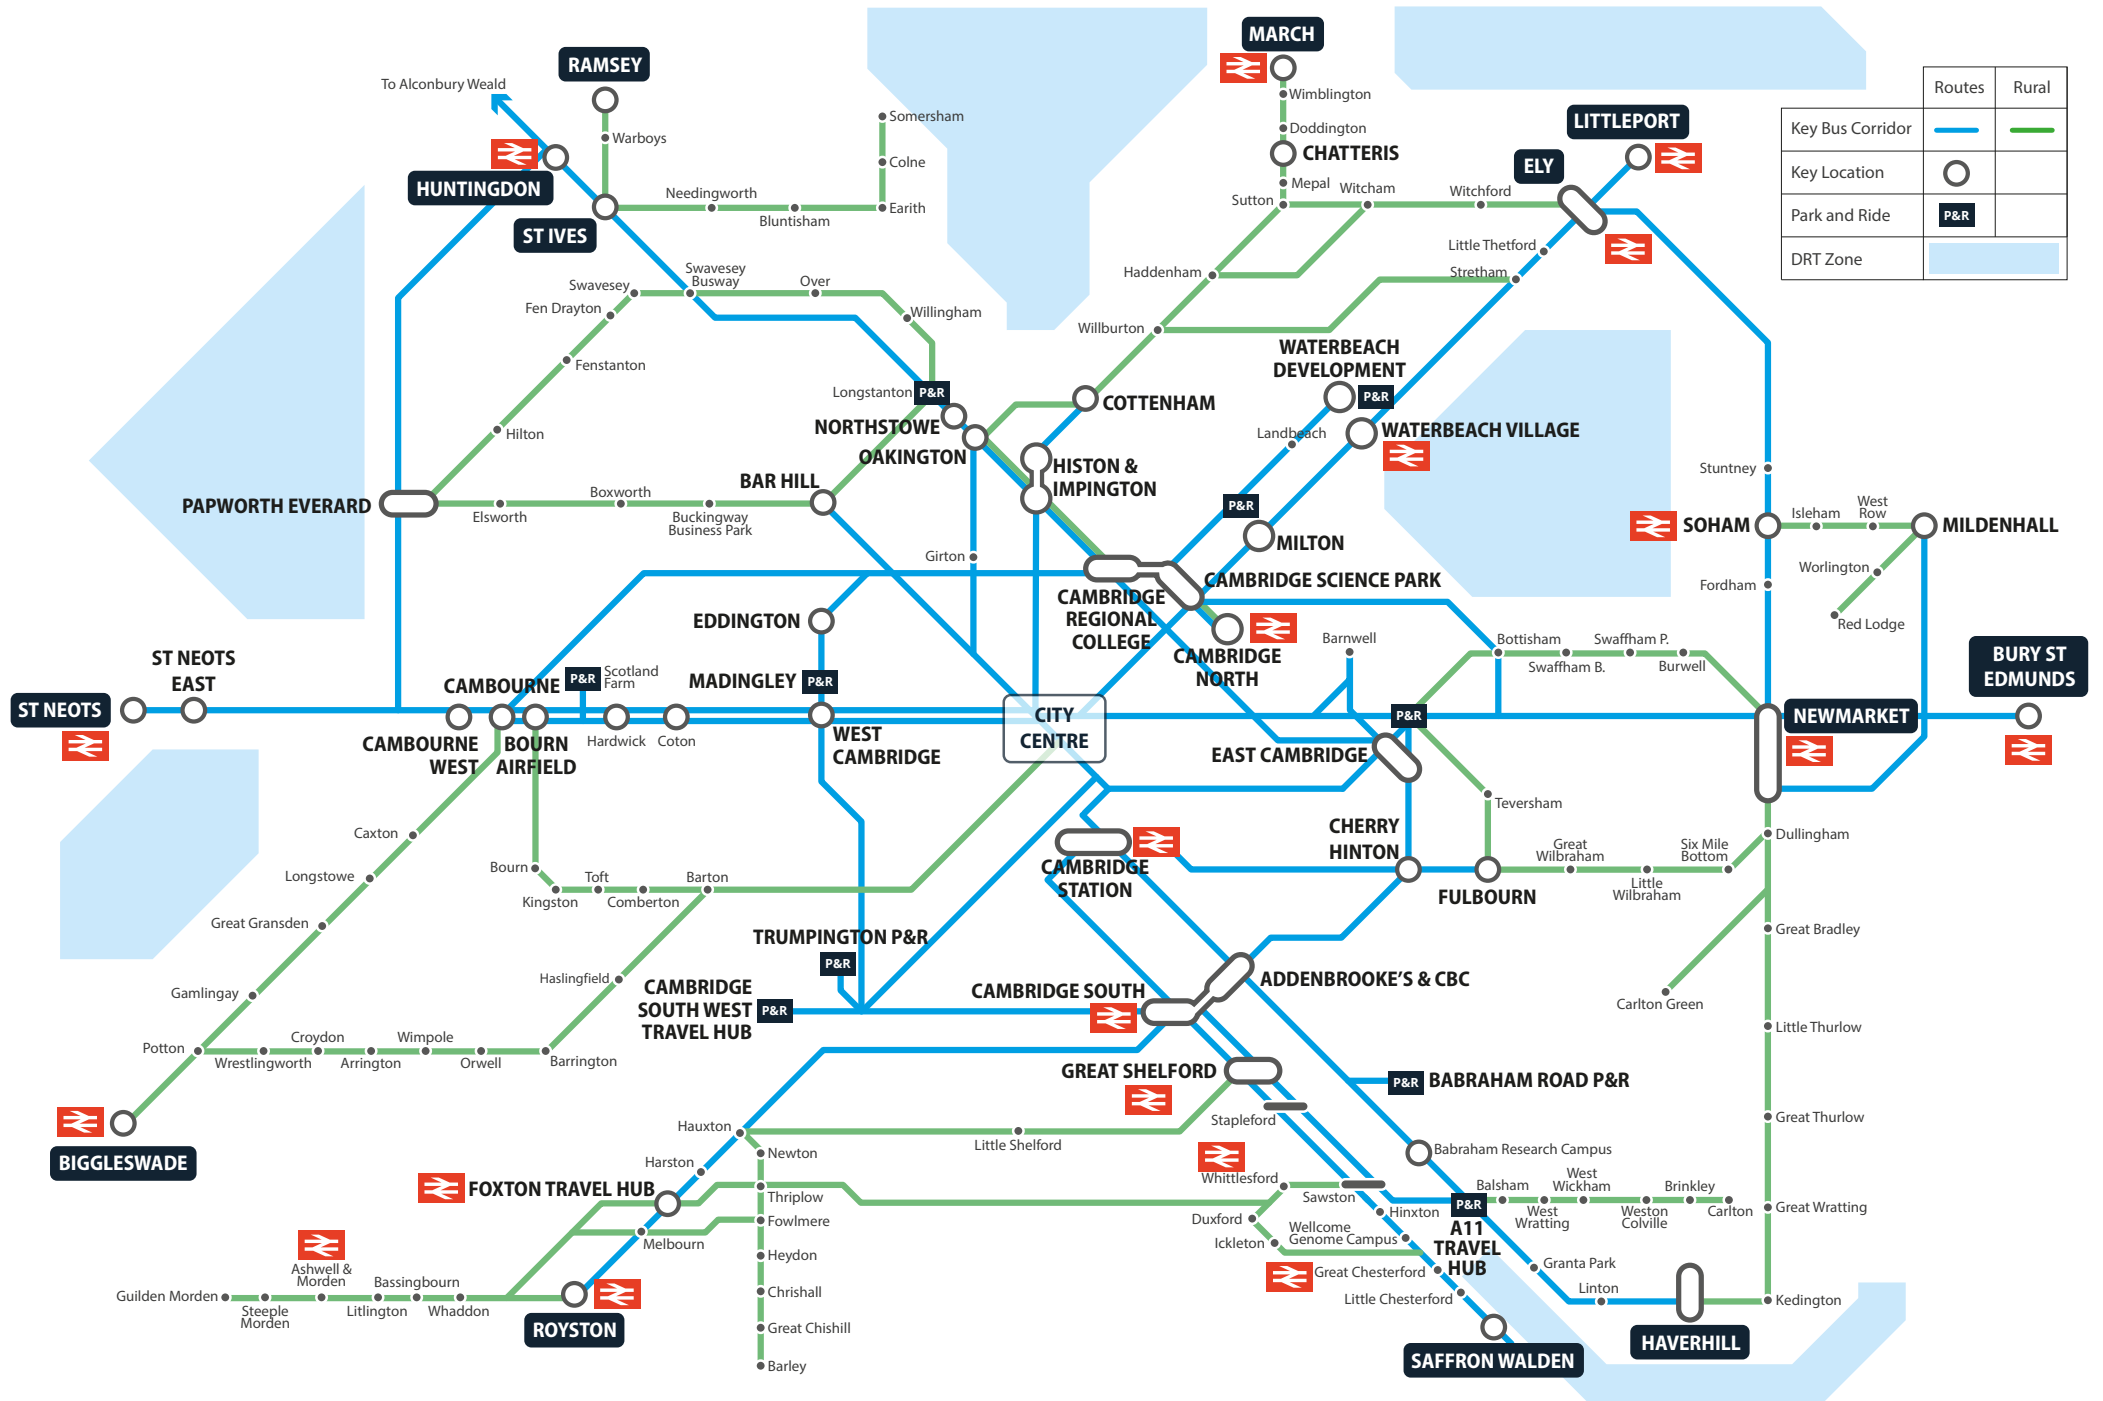 MARCH
RAMSEY
To Alconbury Weald
Warboys
Somersham
Colne
Earith
Needingworth
Bluntisham
HUNTINGDON
ST IVES
Wimblington
Doddington
CHATTERIS
Mepal
Sutton
Witcham
Witchford
LITTLEPORT
ELY
Routes
Rural
Key Bus Corridor
Key Location
Park and Ride
P&R
DRT Zone
Little Thetford
Stretham
Haddenham
Wilburton
Swavesey
Swavesey
Busway
Over
Willingham
Fen Drayton
Fenstanton
Hilton
Longstanton
P&R
NORTHSTOWE
OAKINGTON
COTTENHAM
HISTON &
IMPINGTON
WATERBEACH
DEVELOPMENT
P&R
Landbeach
WATERBEACH VILLAGE
P&R
MILTON
BAR HILL
PAPWORTH EVERARD
Elsworth
Boxworth
Buckingway
Business Park
Girton
Stuntney
SOHAM
Isleham
West
Row
MILDENHALL
Worlington
Red Lodge
Fordham
CAMBRIDGE SCIENCE PARK
CAMBRIDGE
REGIONAL
COLLEGE
CAMBRIDGE
NORTH
EDDINGTON
MADINGLEY
P&R
Barnwell
Bottisham
Swaffham B.
Swaffham P.
Burwell
BURY ST
EDMUNDS
NEWMARKET
ST NEOTS
EAST
ST NEOTS
CAMBOURNE
P&R
Scotland
Farm
CAMBOURNE
WEST
BOURN
AIRFIELD
Hardwick
Coton
WEST
CAMBRIDGE
CITY
CENTRE
P&R
EAST CAMBRIDGE
Teversham
CHERRY
HINTON
FULBOURN
Great
Wilbraham
Little
Wilbraham
Six Mile
Bottom
Dullingham
Great Bradley
Carlton Green
Little Thurlow
Great Thurlow
Great Wratting
Kedington
Caxton
Longstowe
Great Gransden
Gamlingay
Potton
BIGGLESWADE
Bourn
Kingston
Toft
Comberton
Barton
Haslingfield
Wrestlingworth
Croydon
Arrington
Wimpole
Orwell
Barrington
CAMBRIDGE
STATION
TRUMPINGTON P&R
P&R
CAMBRIDGE
SOUTH WEST
TRAVEL HUB
P&R
CAMBRIDGE SOUTH
ADDENBROOKE'S & CBC
GREAT SHELFORD
P&R
BABRAHAM ROAD P&R
Stapleford
Babraham Research Campus
Hauxton
Little Shelford
Newton
Harston
FOXTON TRAVEL HUB
Thriplow
Fowlmere
Melbourn
Heydon
Chrishall
Great Chishill
Barley
Whittlesford
Sawston
Duxford
Ickleton
Hinxton
Wellcome
Genome Campus
Great Chesterford
Little Chesterford
SAFFRON WALDEN
P&R
A11
TRAVEL
HUB
Balsham
West
Wratting
West
Wickham
Weston
Colville
Brinkley
Carlton
Granta Park
Linton
HAVERHILL
Guilden Morden
Steeple
Morden
Ashwell &
Morden
Litlington
Bassingbourn
Whaddon
ROYSTON